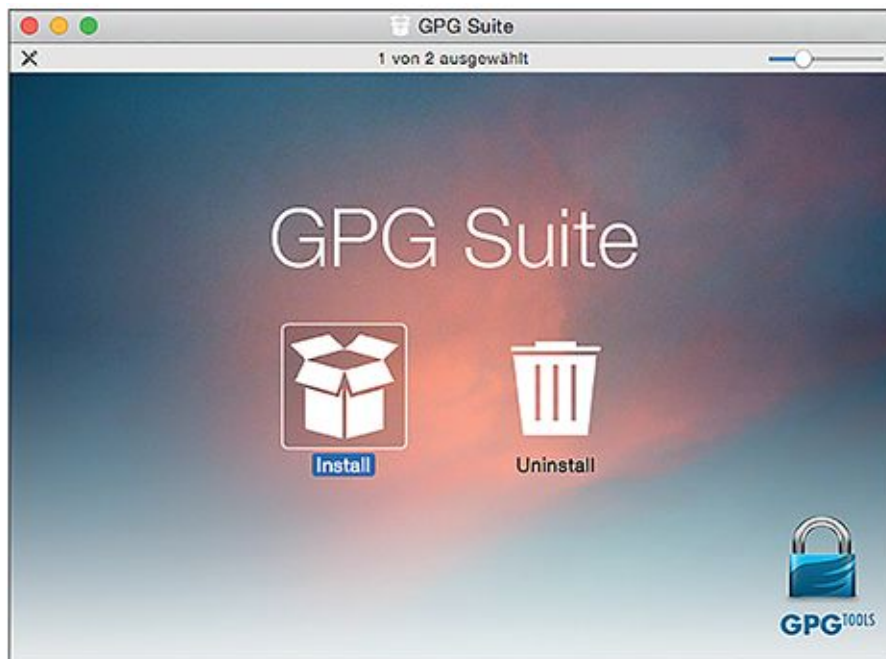 GPG Suite
1 von 2 ausgewählt
GPG Suite
Install
Uninstall
GPGTOOLS